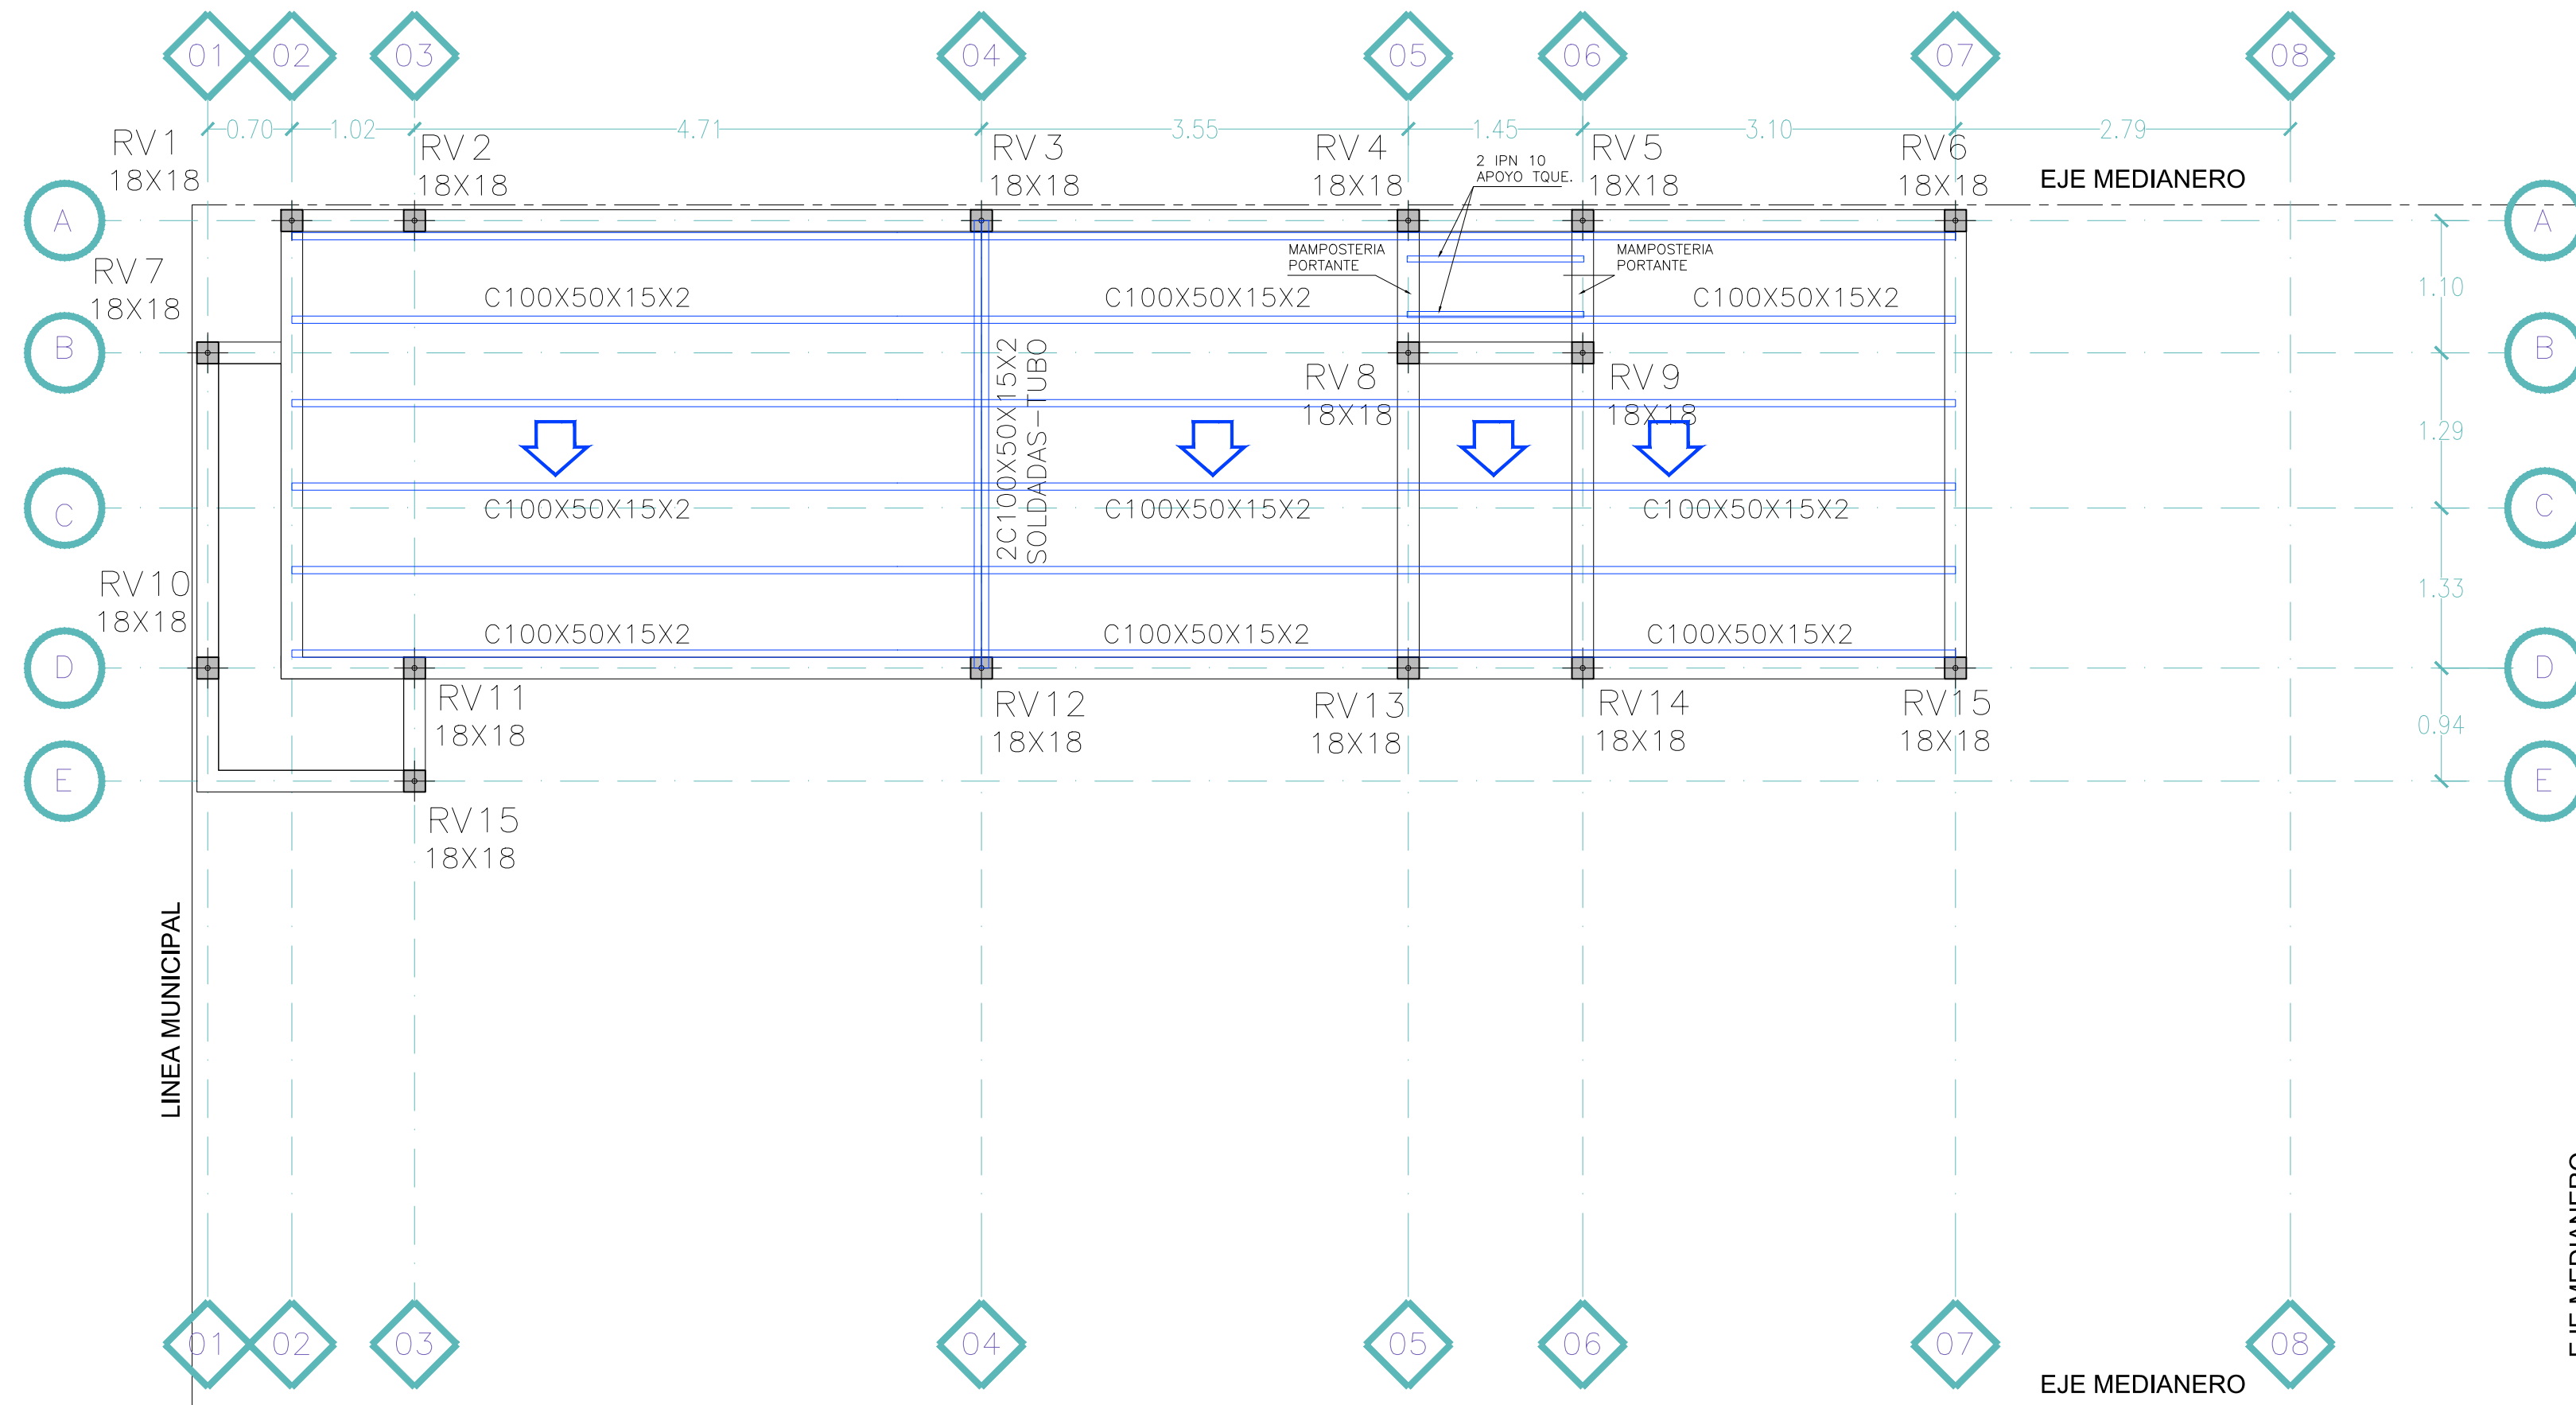 01 02 03 04 05 06 07 08
0.70 1.02 4.71 3.55 1.45 3.10 2.79
RV1
18X18
RV2
18X18
RV3
18X18
RV4
18X18
2 IPN 10
APOYO TQUE.
RV5
18X18
RV6
18X18
EJE MEDIANERO
A
A
MAMPOSTERIA
PORTANTE
MAMPOSTERIA
PORTANTE
RV7
18X18
C100X50X15X2
C100X50X15X2
C100X50X15X2
1.10
B
B
2C100X50X15X2
SOLDADAS-TUBO
RV8
18X18
RV9
18X18
1.29
C
C100X50X15X2
C100X50X15X2
C100X50X15X2
C
RV10
18X18
1.33
C100X50X15X2
C100X50X15X2
C100X50X15X2
D
D
RV11
18X18
RV12
18X18
RV13
18X18
RV14
18X18
RV15
18X18
0.94
E
E
RV15
18X18
LINEA MUNICIPAL
EJE MEDIANERO
01 02 03 04 05 06 07 08
EJE MEDIANERO